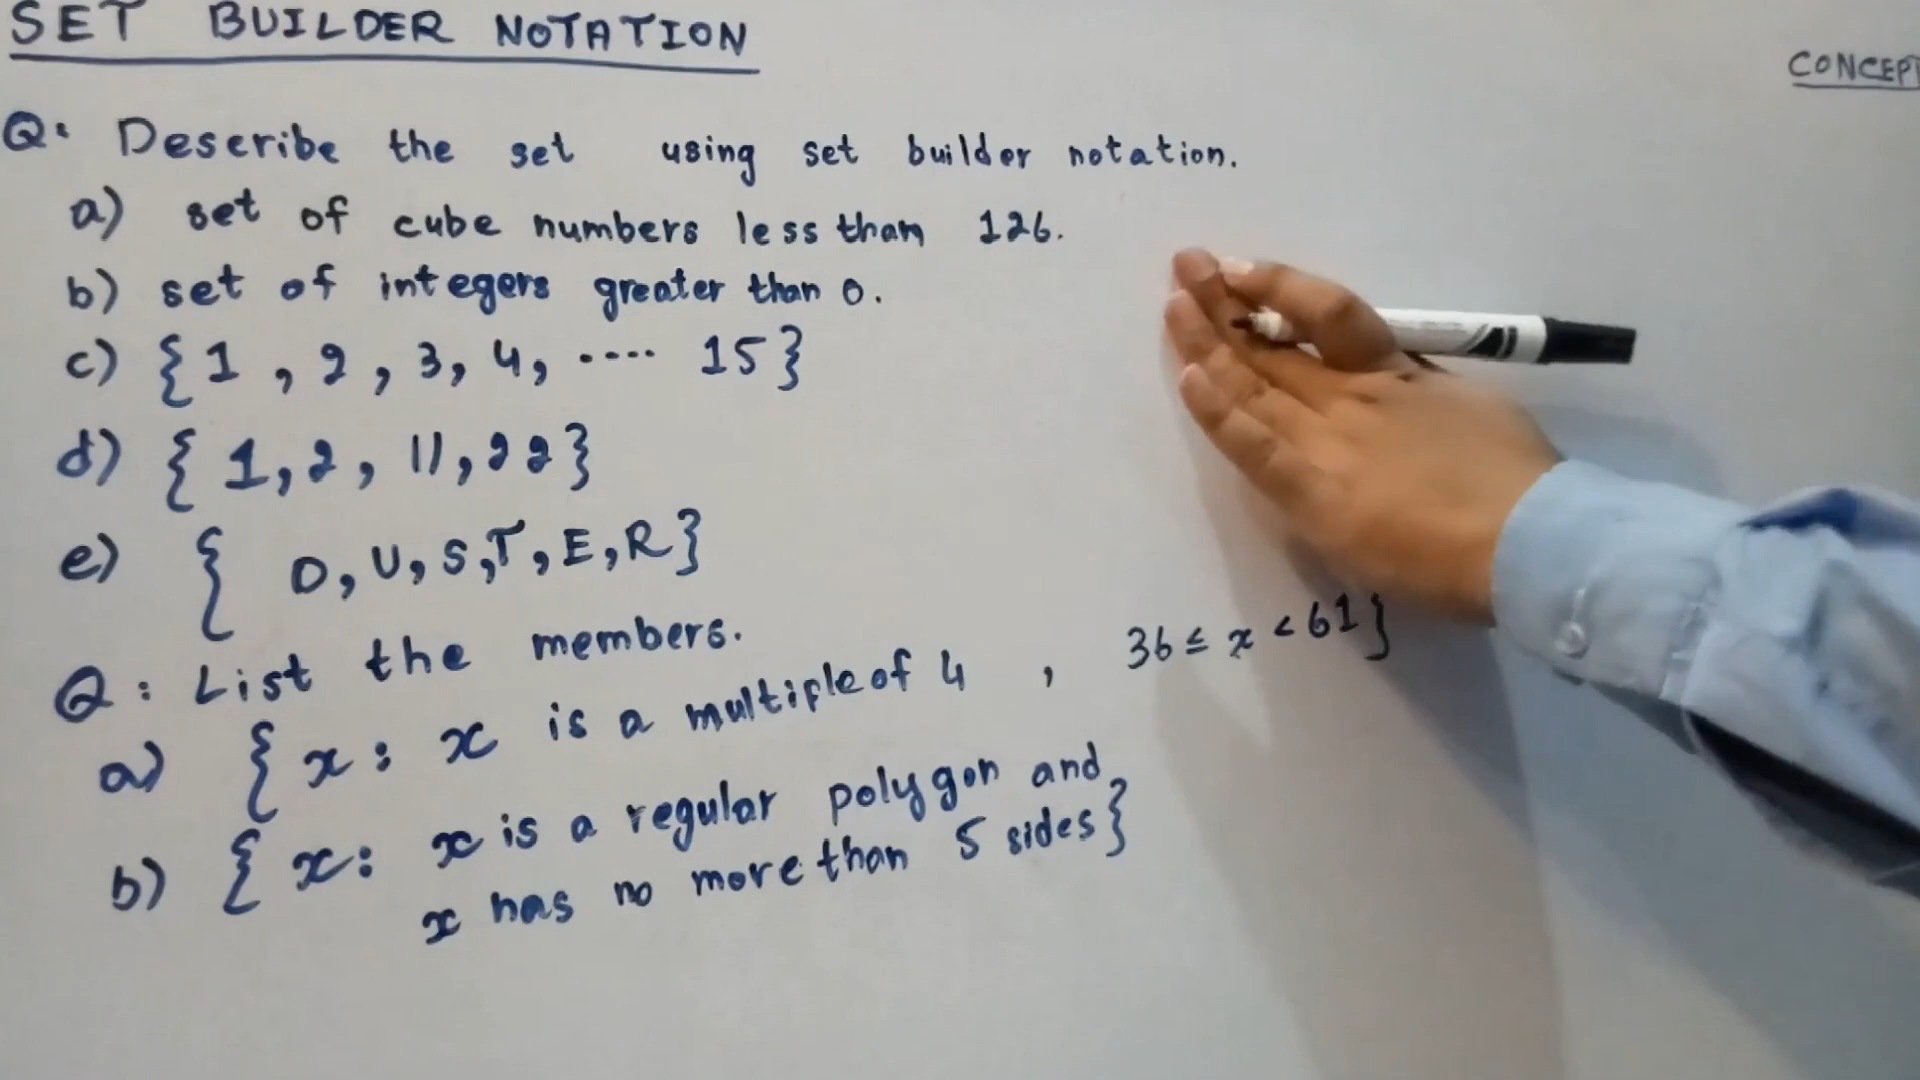 SET BUILDER NOTATION
CONCEPT
Q: Describe the set using set builder notation.
a) set of cube numbers less than 126.
b) set of integers greater than 0.
c) {1, 2, 3, 4, .... 15}
d) {1, 2, 11, 22}
e) {D, U, S, T, E, R}
Q: List the members.
a) {x: x is a multiple of 4, 36 ≤ x < 61}
b) {x: x is a regular polygon and
x has no more than 5 sides}